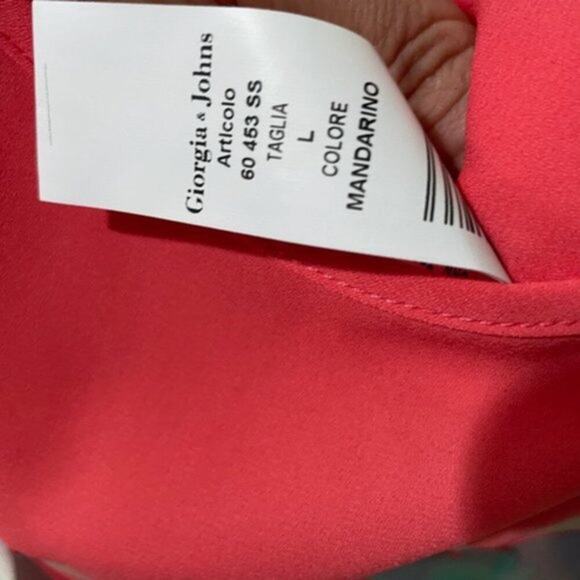 Giorgia & Johns
Articolo
60 453 SS
TAGLIA
L
COLORE
MANDARINO